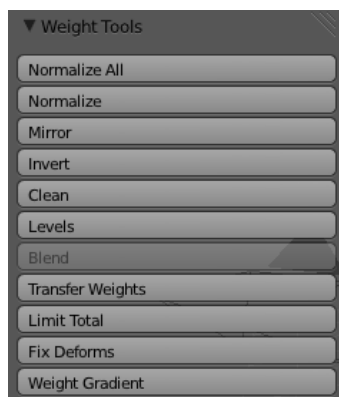 Weight Tools
Normalize All
Normalize
Mirror
Invert
Clean
Levels
Blend
Transfer Weights
Limit Total
Fix Deforms
Weight Gradient